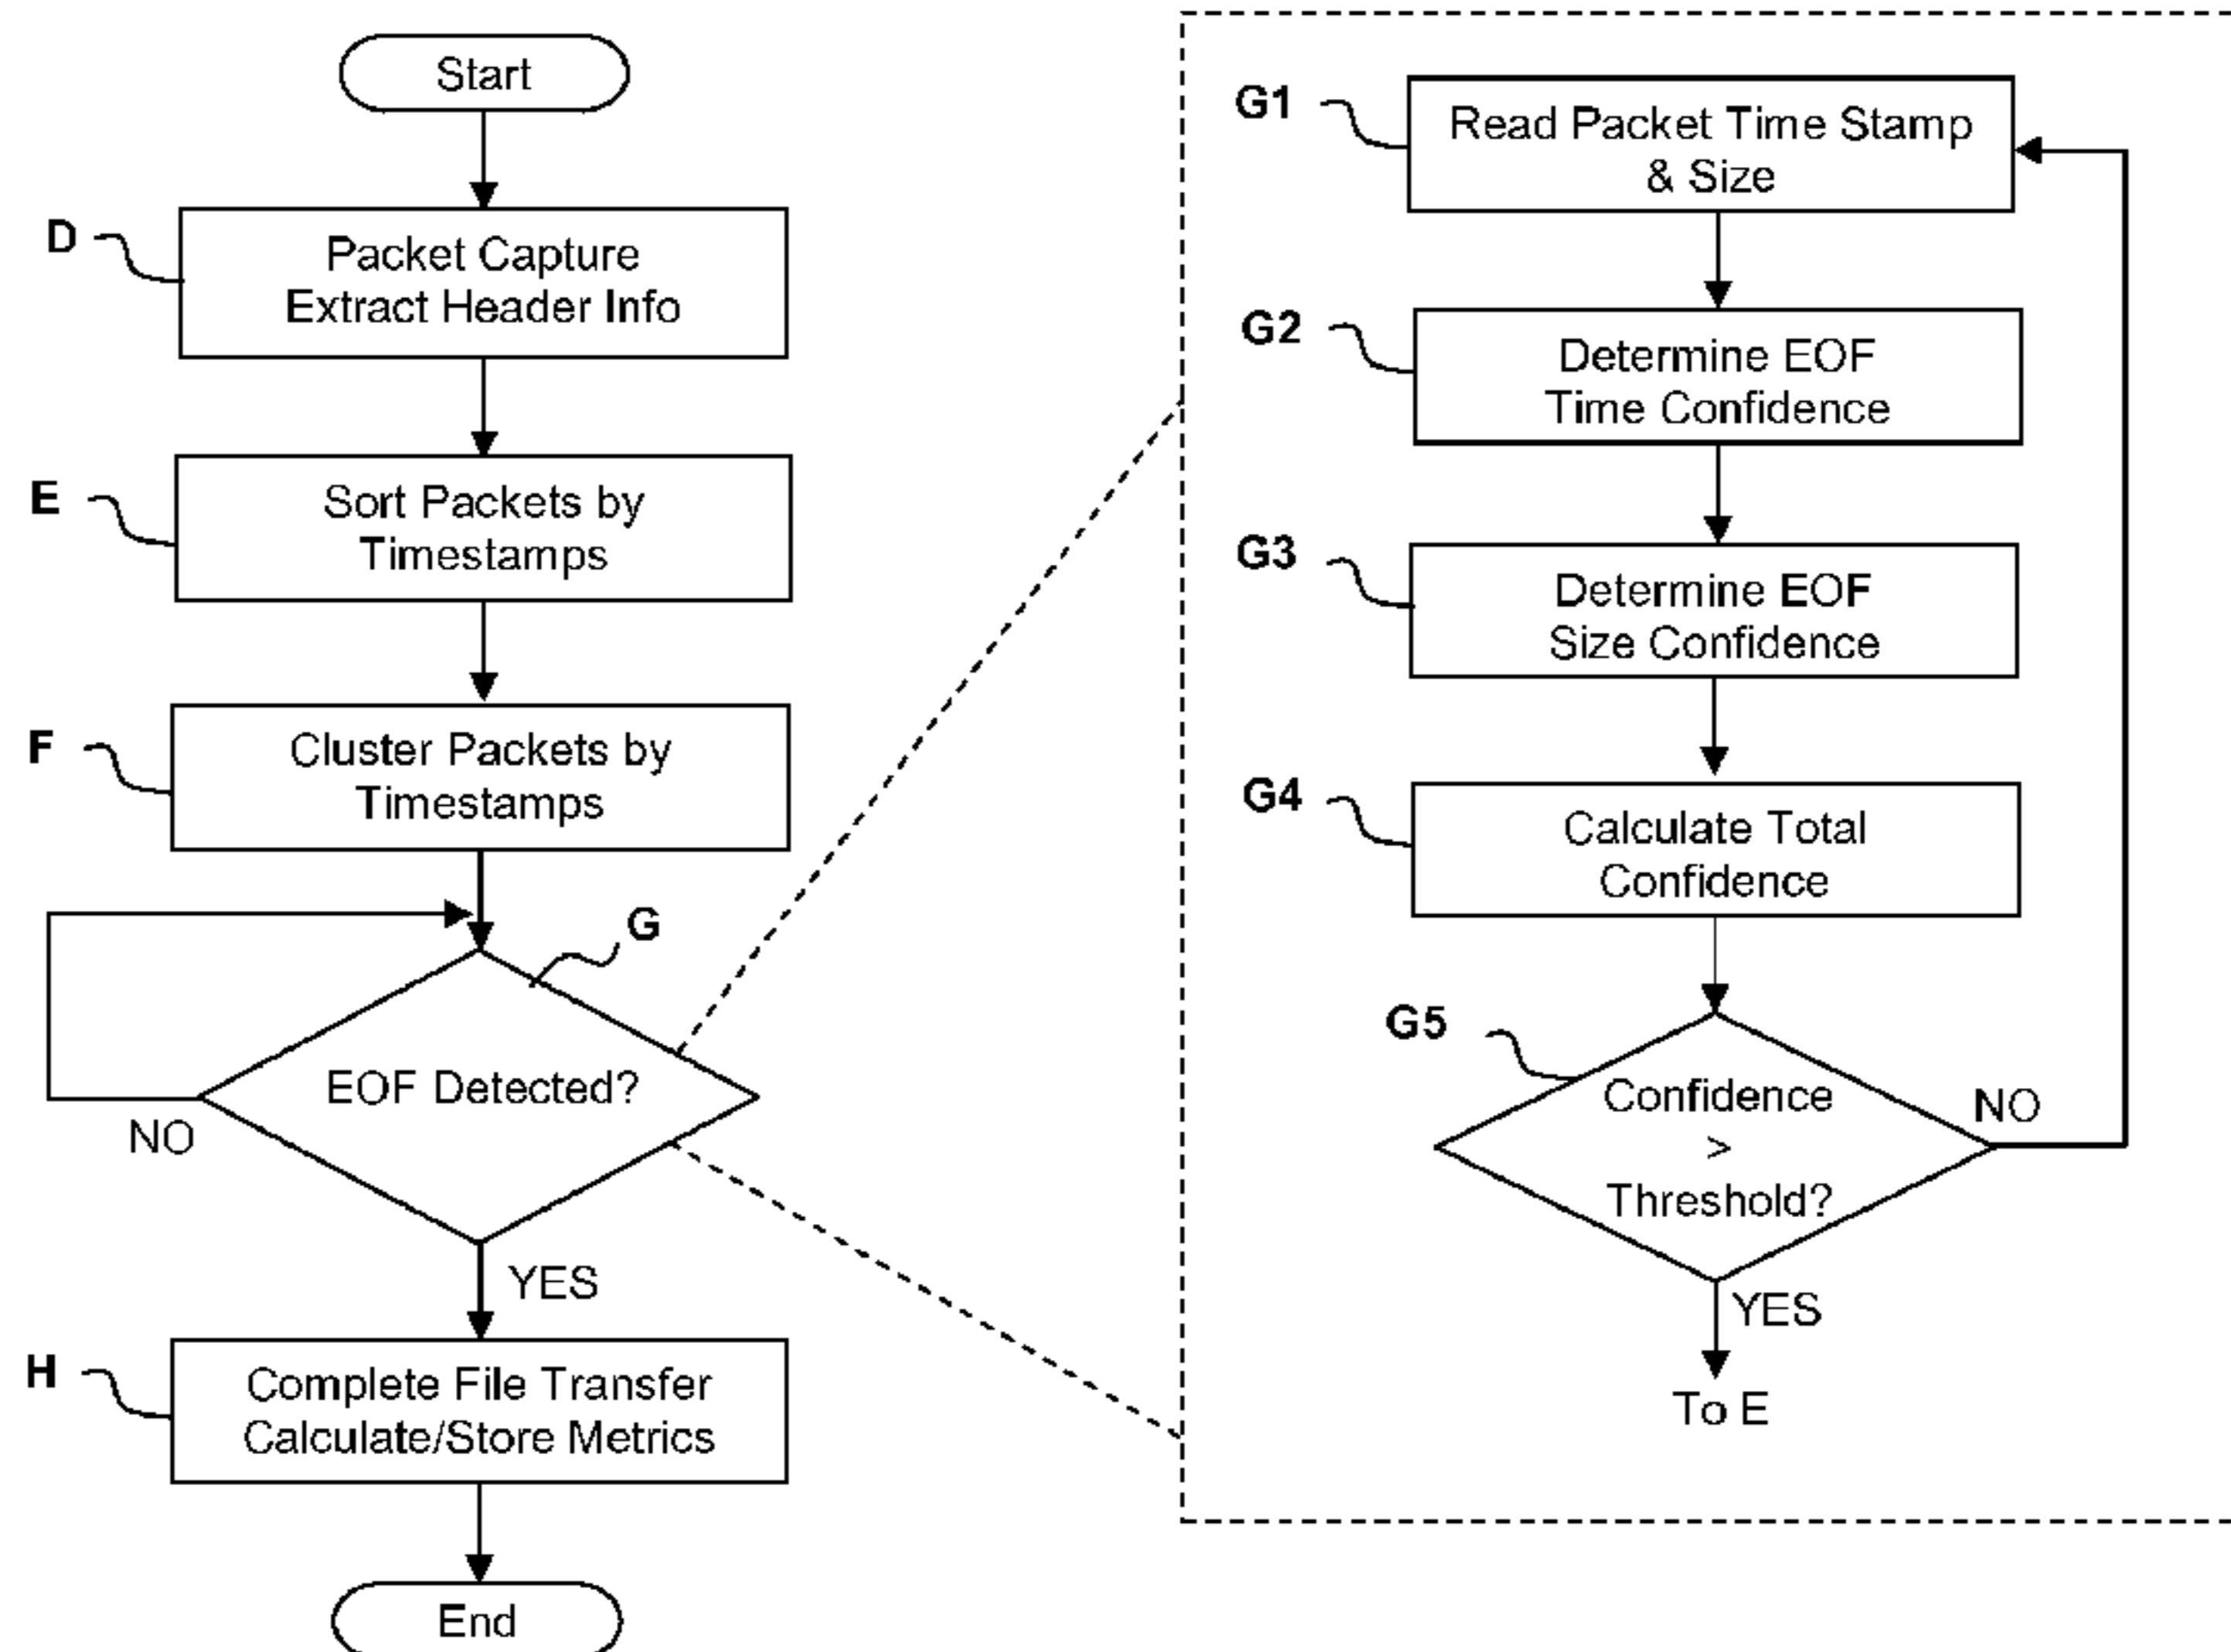 Start
D
Packet Capture
Extract Header Info
E
Sort Packets by
Timestamps
F
Cluster Packets by
Timestamps
G
EOF Detected?
NO
YES
H
Complete File Transfer
Calculate/Store Metrics
End
G1
Read Packet Time Stamp
& Size
G2
Determine EOF
Time Confidence
G3
Determine EOF
Size Confidence
G4
Calculate Total
Confidence
G5
Confidence
>
Threshold?
NO
YES
To E